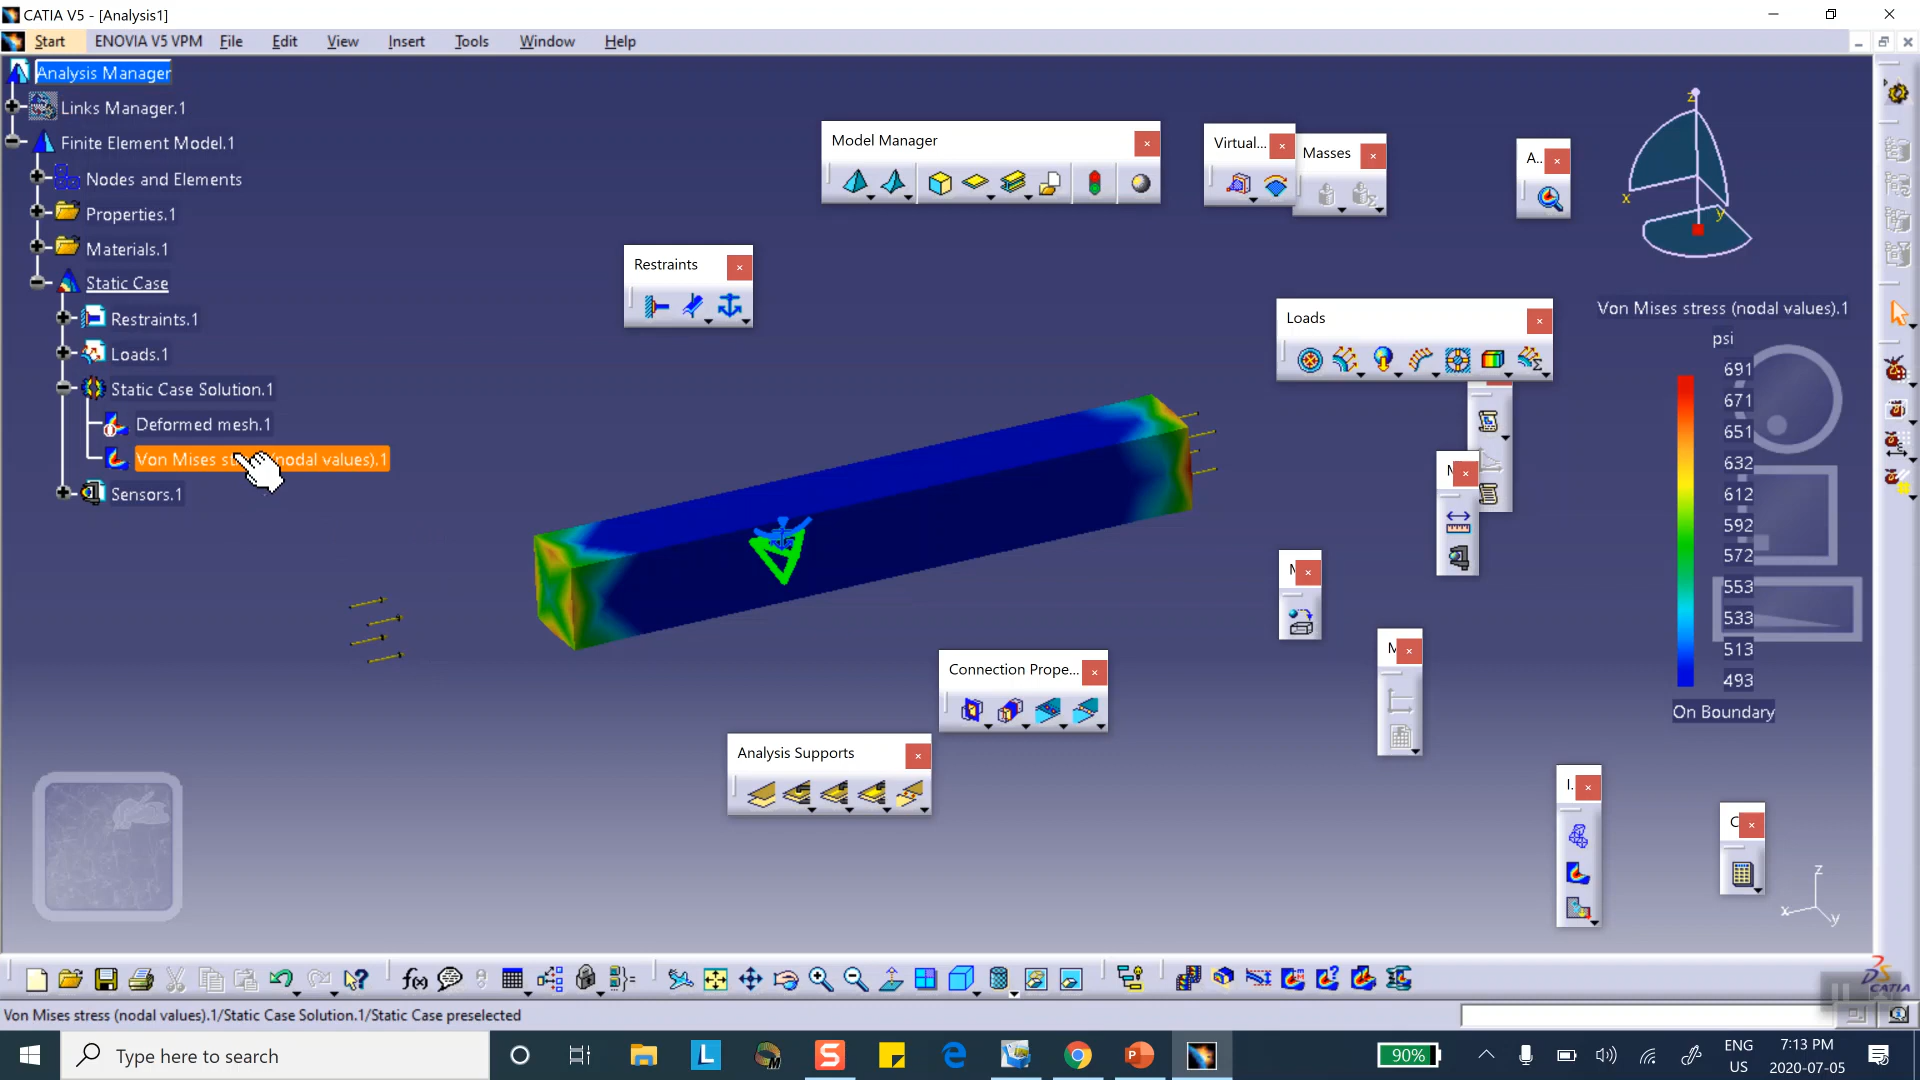 CATIA V5 - [Analysis1]
Start
ENOVIA V5 VPM
File
Edit
View
Insert
Tools
Window
Help
Analysis Manager
Links Manager.1
Finite Element Model.1
Nodes and Elements
Properties.1
Materials.1
Static Case
Restraints.1
Loads.1
Static Case Solution.1
Deformed mesh.1
Von Mises st (nodal values).1
Sensors.1
Model Manager
Virtual...
Masses
A..
Restraints
Loads
z
x
y
Von Mises stress (nodal values).1
psi
691
671
651
632
612
592
572
553
533
513
493
On Boundary
Connection Prope...
Analysis Supports
I.
z
x
y
f(x)
CATIA
Von Mises stress (nodal values).1/Static Case Solution.1/Static Case preselected
Type here to search
90%
ENG
US
7:13 PM
2020-07-05